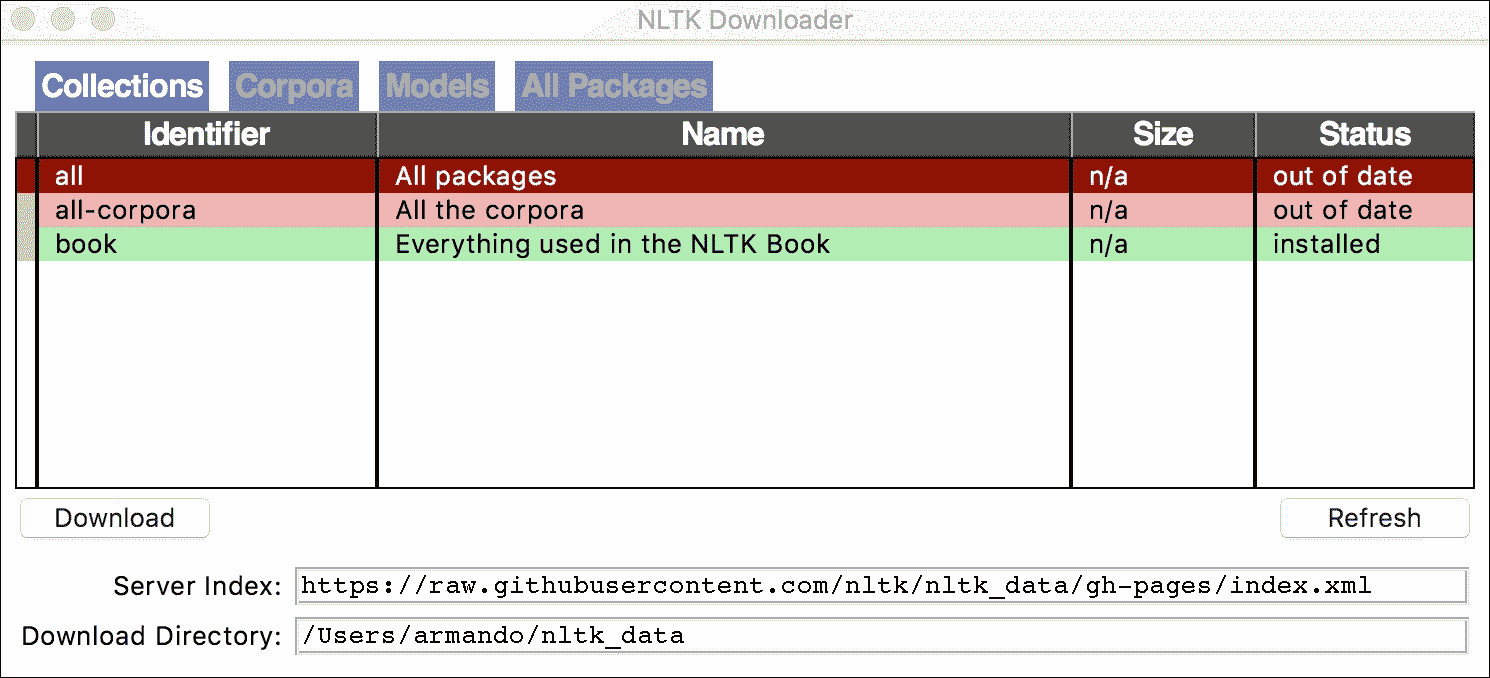 NLTK Downloader
Collections Corpora Models All Packages
Identifier Name Size Status
all All packages n/a out of date
all-corpora All the corpora n/a out of date
book Everything used in the NLTK Book n/a installed
Download Refresh
Server Index: https://raw.githubusercontent.com/nltk/nltk_data/gh-pages/index.xml
Download Directory: /Users/armando/nltk_data